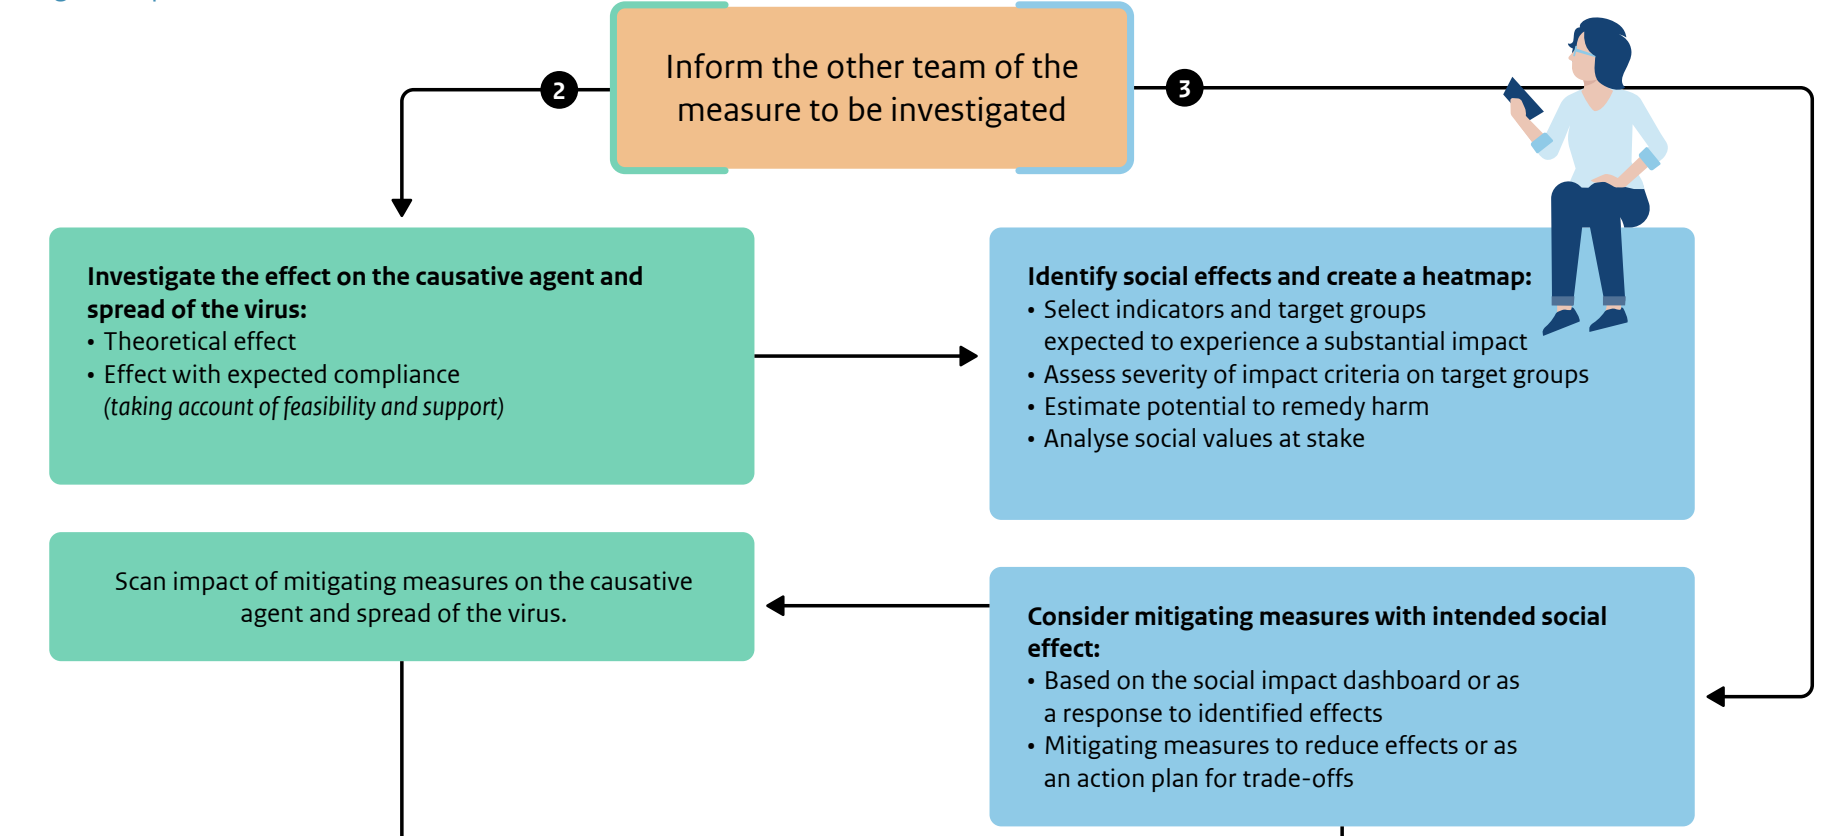 Inform the other team of the
measure to be investigated
2
3
Investigate the effect on the causative agent and
spread of the virus:
• Theoretical effect
• Effect with expected compliance
(taking account of feasibility and support)
Identify social effects and create a heatmap:
• Select indicators and target groups
expected to experience a substantial impact
• Assess severity of impact criteria on target groups
• Estimate potential to remedy harm
• Analyse social values at stake
Scan impact of mitigating measures on the causative
agent and spread of the virus.
Consider mitigating measures with intended social
effect:
• Based on the social impact dashboard or as
a response to identified effects
• Mitigating measures to reduce effects or as
an action plan for trade-offs